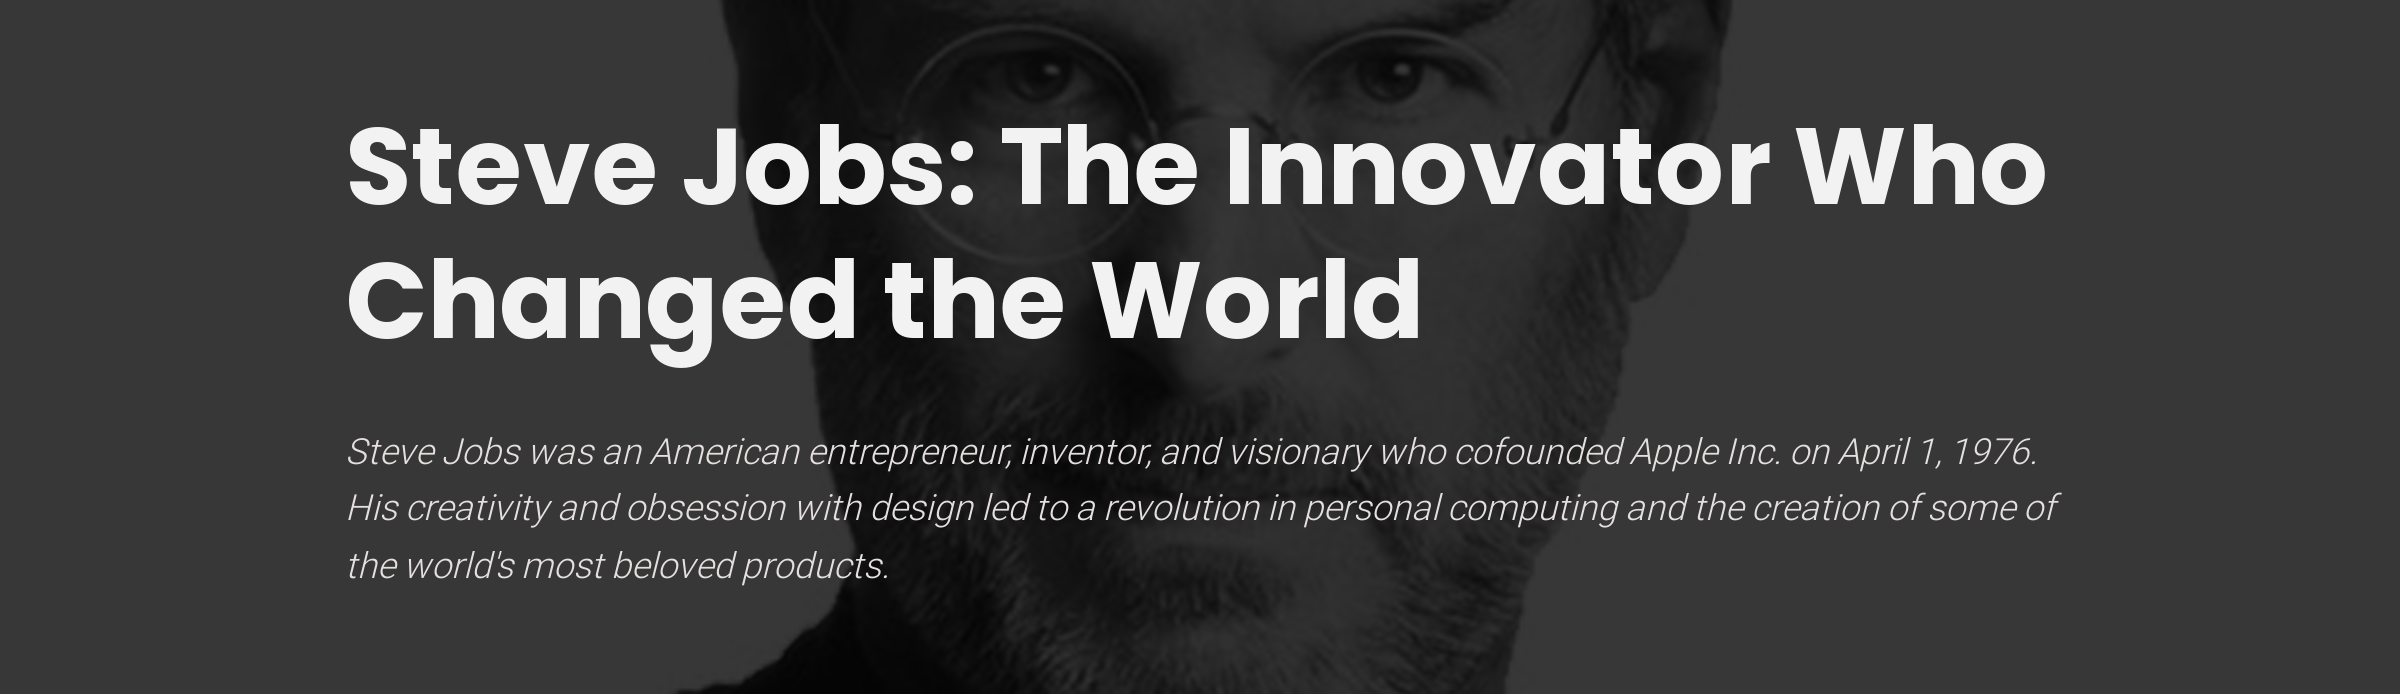 Steve Jobs: The Innovator Who
Changed the World
Steve Jobs was an American entrepreneur, inventor, and visionary who cofounded Apple Inc. on April 1, 1976.
His creativity and obsession with design led to a revolution in personal computing and the creation of some of
the world's most beloved products.